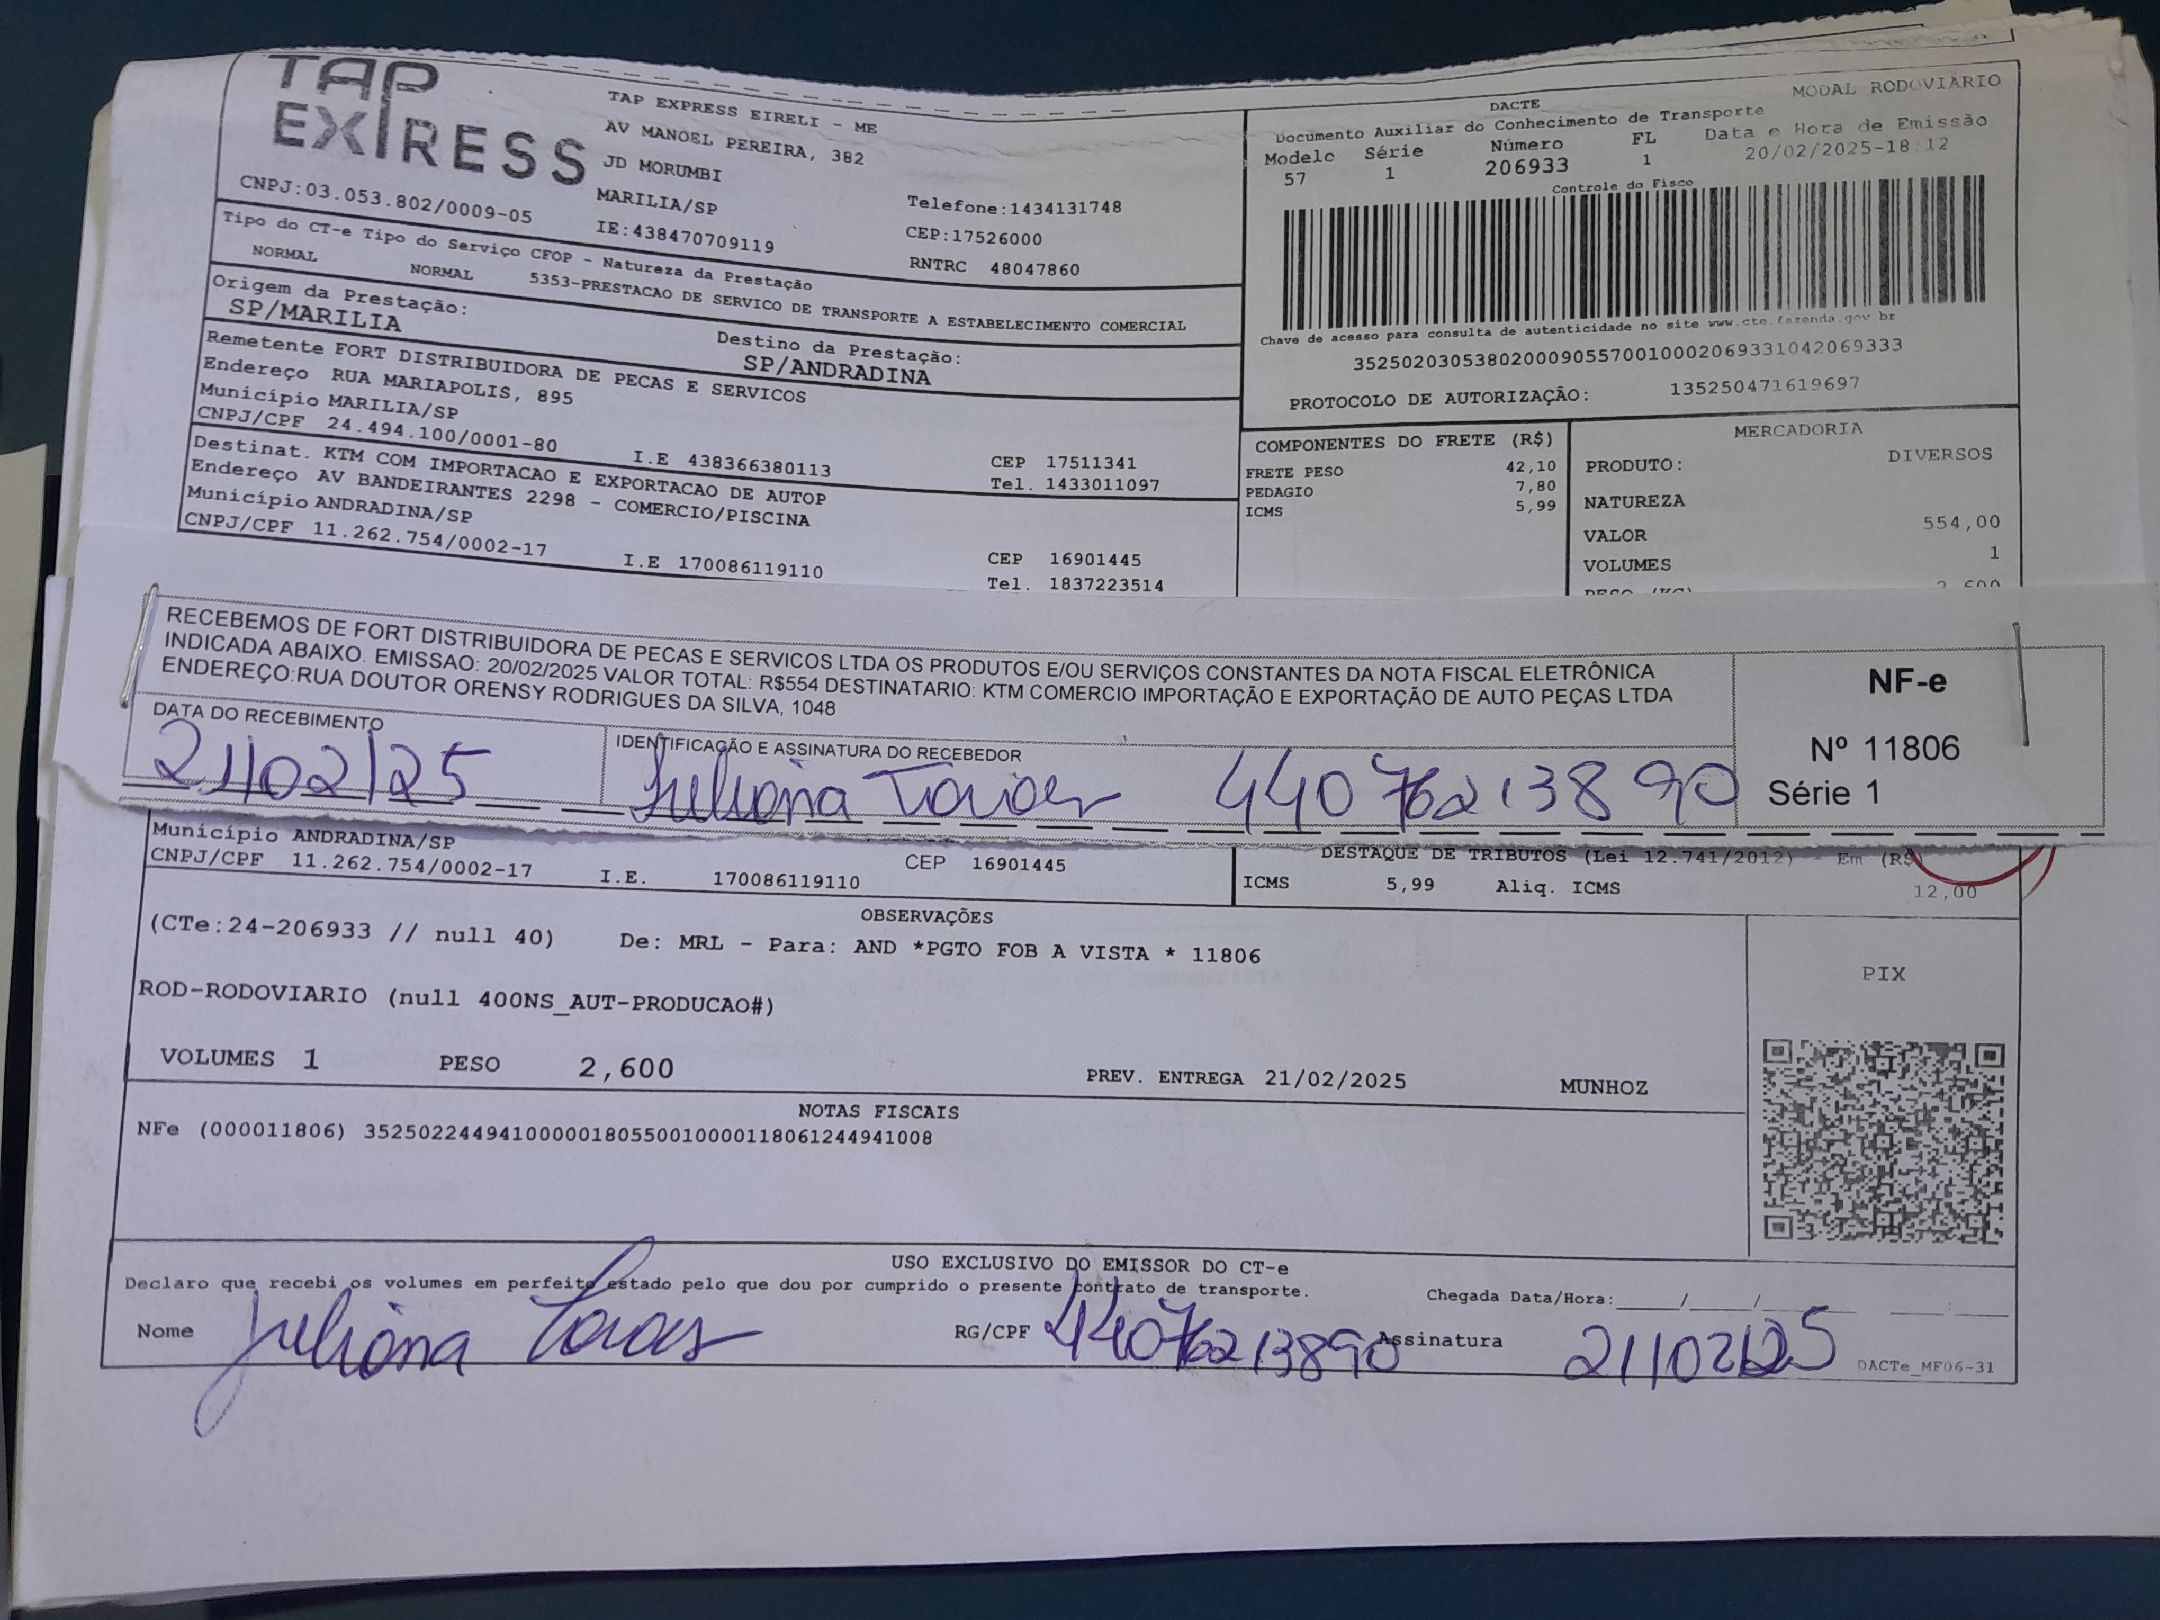 TAP
EXPRESS
TAP EXPRESS EIRELI - ME
AV MANOEL PEREIRA, 382
JD MORUMBI
MARILIA/SP
CNPJ:03.053.802/0009-05
IE:438470709119
Telefone:1434131748
CEP:17526000
RNTRC 48047860
MODAL RODOVIARIO
DACTE
Documento Auxiliar do Conhecimento de Transporte
Modelo Série Número FL Data e Hora de Emissão
57 1 206933 1 20/02/2025-18:12
Controle do Fisco
Chave de acesso para consulta de autenticidade no site www.cte.fazenda.gov.br
35250203053802000905570010002069331042069333
PROTOCOLO DE AUTORIZAÇÃO: 135250471619697
Tipo do CT-e Tipo do Serviço CFOP - Natureza da Prestação
NORMAL NORMAL 5353-PRESTACAO DE SERVICO DE TRANSPORTE A ESTABELECIMENTO COMERCIAL
Origem da Prestação: Destino da Prestação:
SP/MARILIA SP/ANDRADINA
Remetente FORT DISTRIBUIDORA DE PECAS E SERVICOS
Endereço RUA MARIAPOLIS, 895
Município MARILIA/SP CEP 17511341
CNPJ/CPF 24.494.100/0001-80 I.E 438366380113 Tel. 1433011097
Destinat. KTM COM IMPORTACAO E EXPORTACAO DE AUTOP
Endereço AV BANDEIRANTES 2298 - COMERCIO/PISCINA
Município ANDRADINA/SP CEP 16901445
CNPJ/CPF 11.262.754/0002-17 I.E 170086119110 Tel. 1837223514
COMPONENTES DO FRETE (R$)
FRETE PESO 42,10
PEDAGIO 7,80
ICMS 5,99
MERCADORIA
PRODUTO: DIVERSOS
NATUREZA
VALOR 554,00
VOLUMES 1
PESO (KG) 2,600
RECEBEMOS DE FORT DISTRIBUIDORA DE PECAS E SERVICOS LTDA OS PRODUTOS E/OU SERVIÇOS CONSTANTES DA NOTA FISCAL ELETRÔNICA
INDICADA ABAIXO. EMISSAO: 20/02/2025 VALOR TOTAL: R$554 DESTINATARIO: KTM COMERCIO IMPORTAÇÃO E EXPORTAÇÃO DE AUTO PEÇAS LTDA
ENDEREÇO:RUA DOUTOR ORENSY RODRIGUES DA SILVA, 1048
DATA DO RECEBIMENTO
21/02/25
IDENTIFICAÇÃO E ASSINATURA DO RECEBEDOR
Juliana 44076213890
NF-e
Nº 11806
Série 1
Município ANDRADINA/SP
CNPJ/CPF 11.262.754/0002-17 I.E. 170086119110 CEP 16901445
DESTAQUE DE TRIBUTOS (Lei 12.741/2012) Em (R$)
ICMS 5,99 Aliq. ICMS 12,00
OBSERVAÇÕES
(CTe:24-206933 // null 40) De: MRL - Para: AND *PGTO FOB A VISTA * 11806
ROD-RODOVIARIO (null 400NS_AUT-PRODUCAO#)
VOLUMES 1 PESO 2,600
PREV. ENTREGA 21/02/2025 MUNHOZ
PIX
NOTAS FISCAIS
NFe (000011806) 35250224494100000180550010000118061244941008
USO EXCLUSIVO DO EMISSOR DO CT-e
Declaro que recebi os volumes em perfeito estado pelo que dou por cumprido o presente contrato de transporte.
Chegada Data/Hora:____/____/____ ____:____
Nome Juliana RG/CPF 44076213890 Assinatura 21/02/25
DACTe_MF06-31